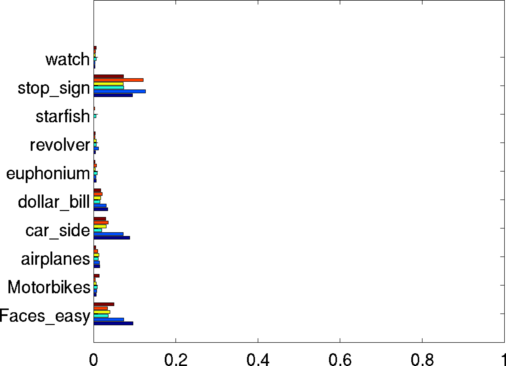 watch
stop_sign
starfish
revolver
euphonium
dollar_bill
car_side
airplanes
Motorbikes
Faces_easy
0 0.2 0.4 0.6 0.8 1